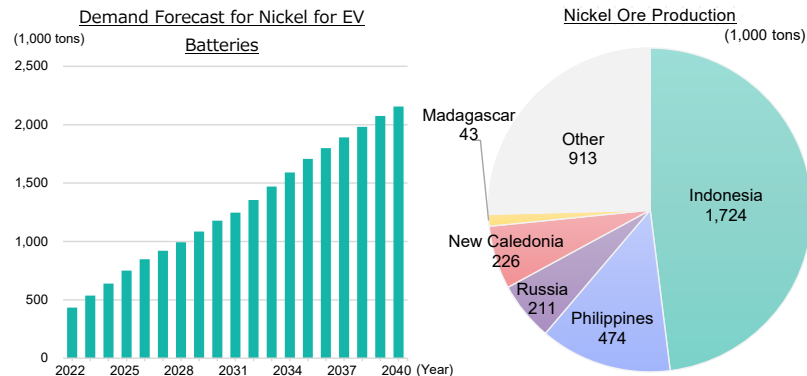 Demand Forecast for Nickel for EV
Batteries
(1,000 tons)
2,500
2,000
1,500
1,000
500
0
2022 2025 2028 2031 2034 2037 2040 (Year)
Nickel Ore Production
(1,000 tons)
Madagascar
43
Other
913
Indonesia
1,724
New Caledonia
226
Russia
211
Philippines
474